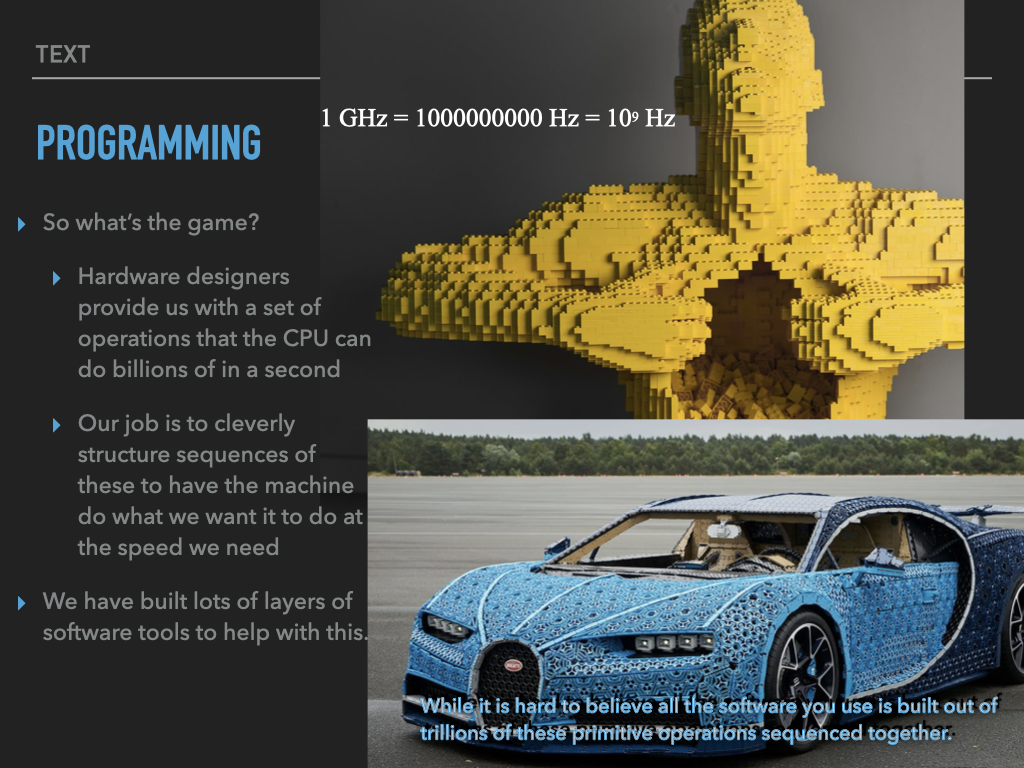 TEXT
1 GHz = 1000000000 Hz = 10⁹ Hz
PROGRAMMING
So what’s the game?
Hardware designers
provide us with a set of
operations that the CPU can
do billions of in a second
Our job is to cleverly
structure sequences of
these to have the machine
do what we want it to do at
the speed we need
We have built lots of layers of
software tools to help with this.
While it is hard to believe all the software you use is built out of
trillions of these primitive operations sequenced together.